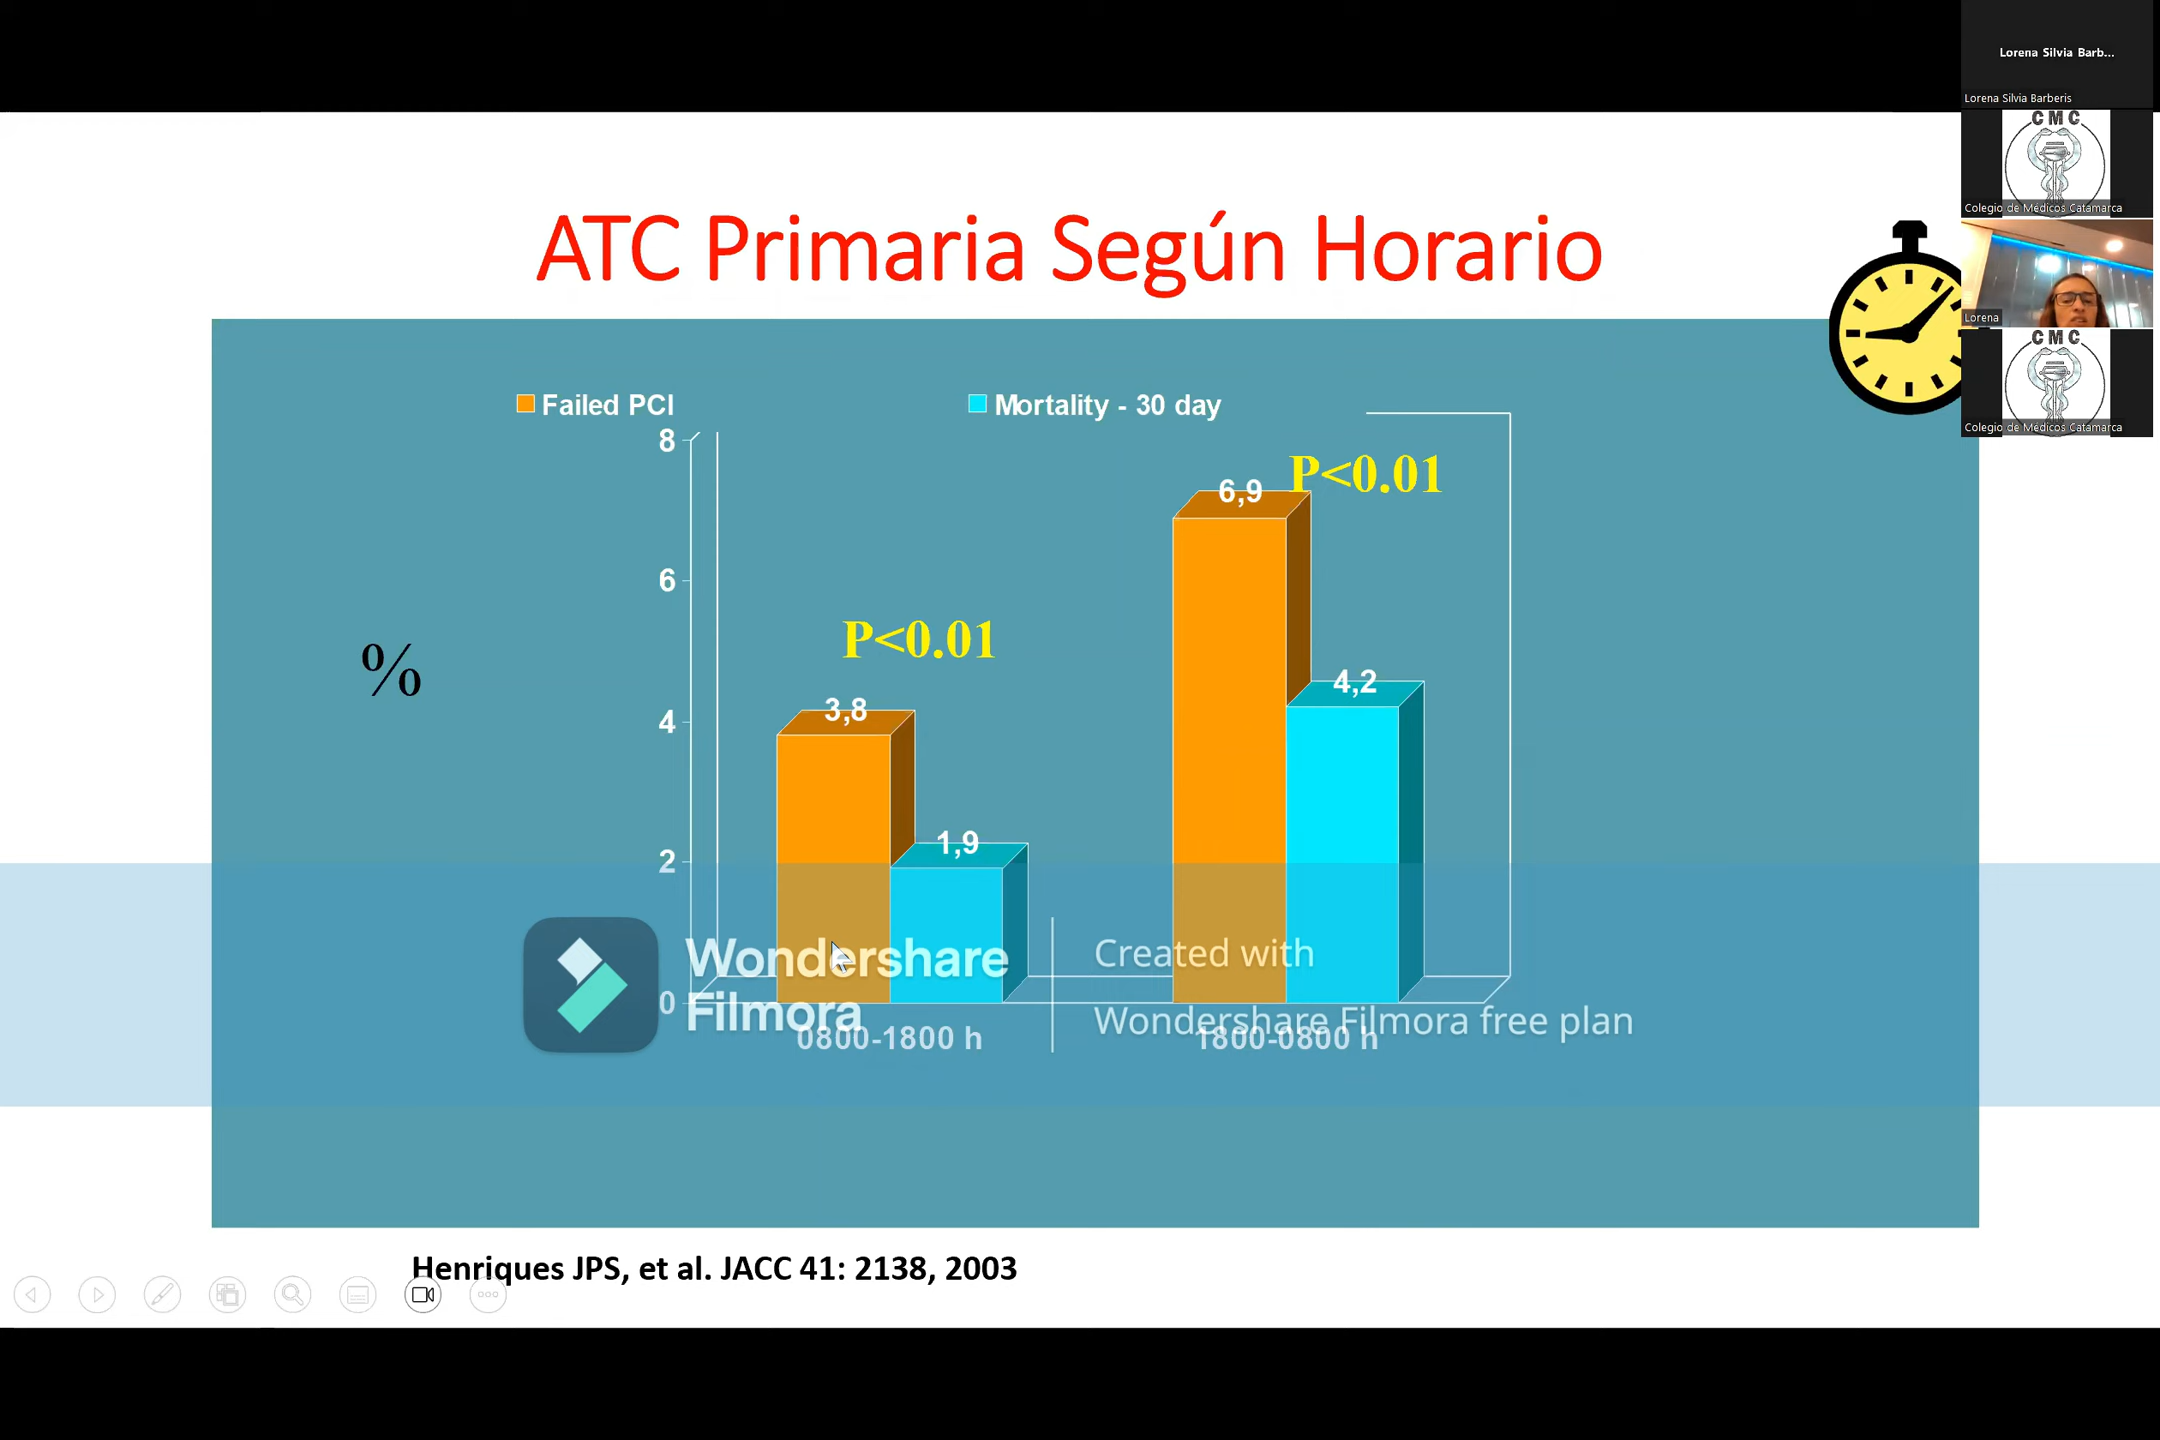 Lorena Silvia Barb...
Lorena Silvia Barberis
CMC
Colegio de Médicos Catamarca
ATC Primaria Según Horario
Lorena
CMC
Colegio de Médicos Catamarca
Failed PCI
Mortality - 30 day
8
P<0.01
6,9
6
P<0.01
%
4,2
3,8
4
1,9
2
Wondershare
Filmora
Created with
Wondershare Filmora free plan
0
0800-1800 h
1800-0800 h
Henriques JPS, et al. JACC 41: 2138, 2003